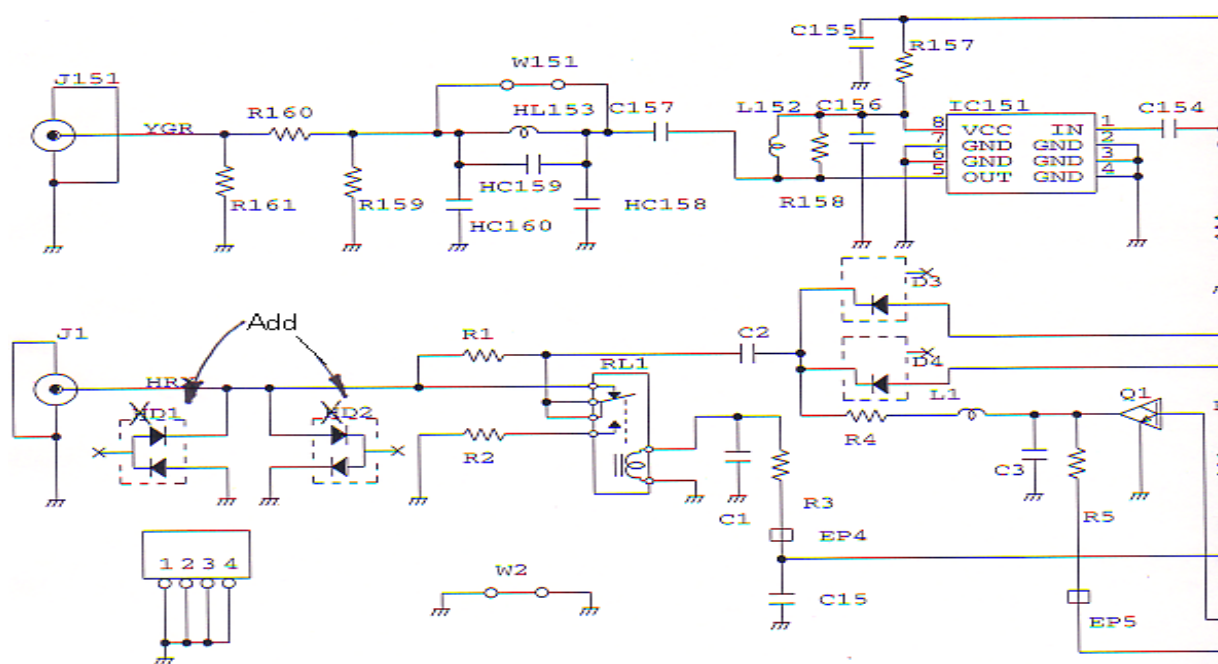 C155
R157
W151
J151
R160
HL153
C157
L152
C156
IC151
C154
YGR
8 VCC IN 1
7 GND GND 2
6 GND GND 3
5 OUT GND 4
HC159
R161
R159
HC160
HC158
R158
D3
J1
Add
R1
C2
RL1
D4
HRX
HD1
HD2
L1
Q1
R4
R2
C3
R3
C1
R5
EP4
1 2 3 4
W2
C15
EP5